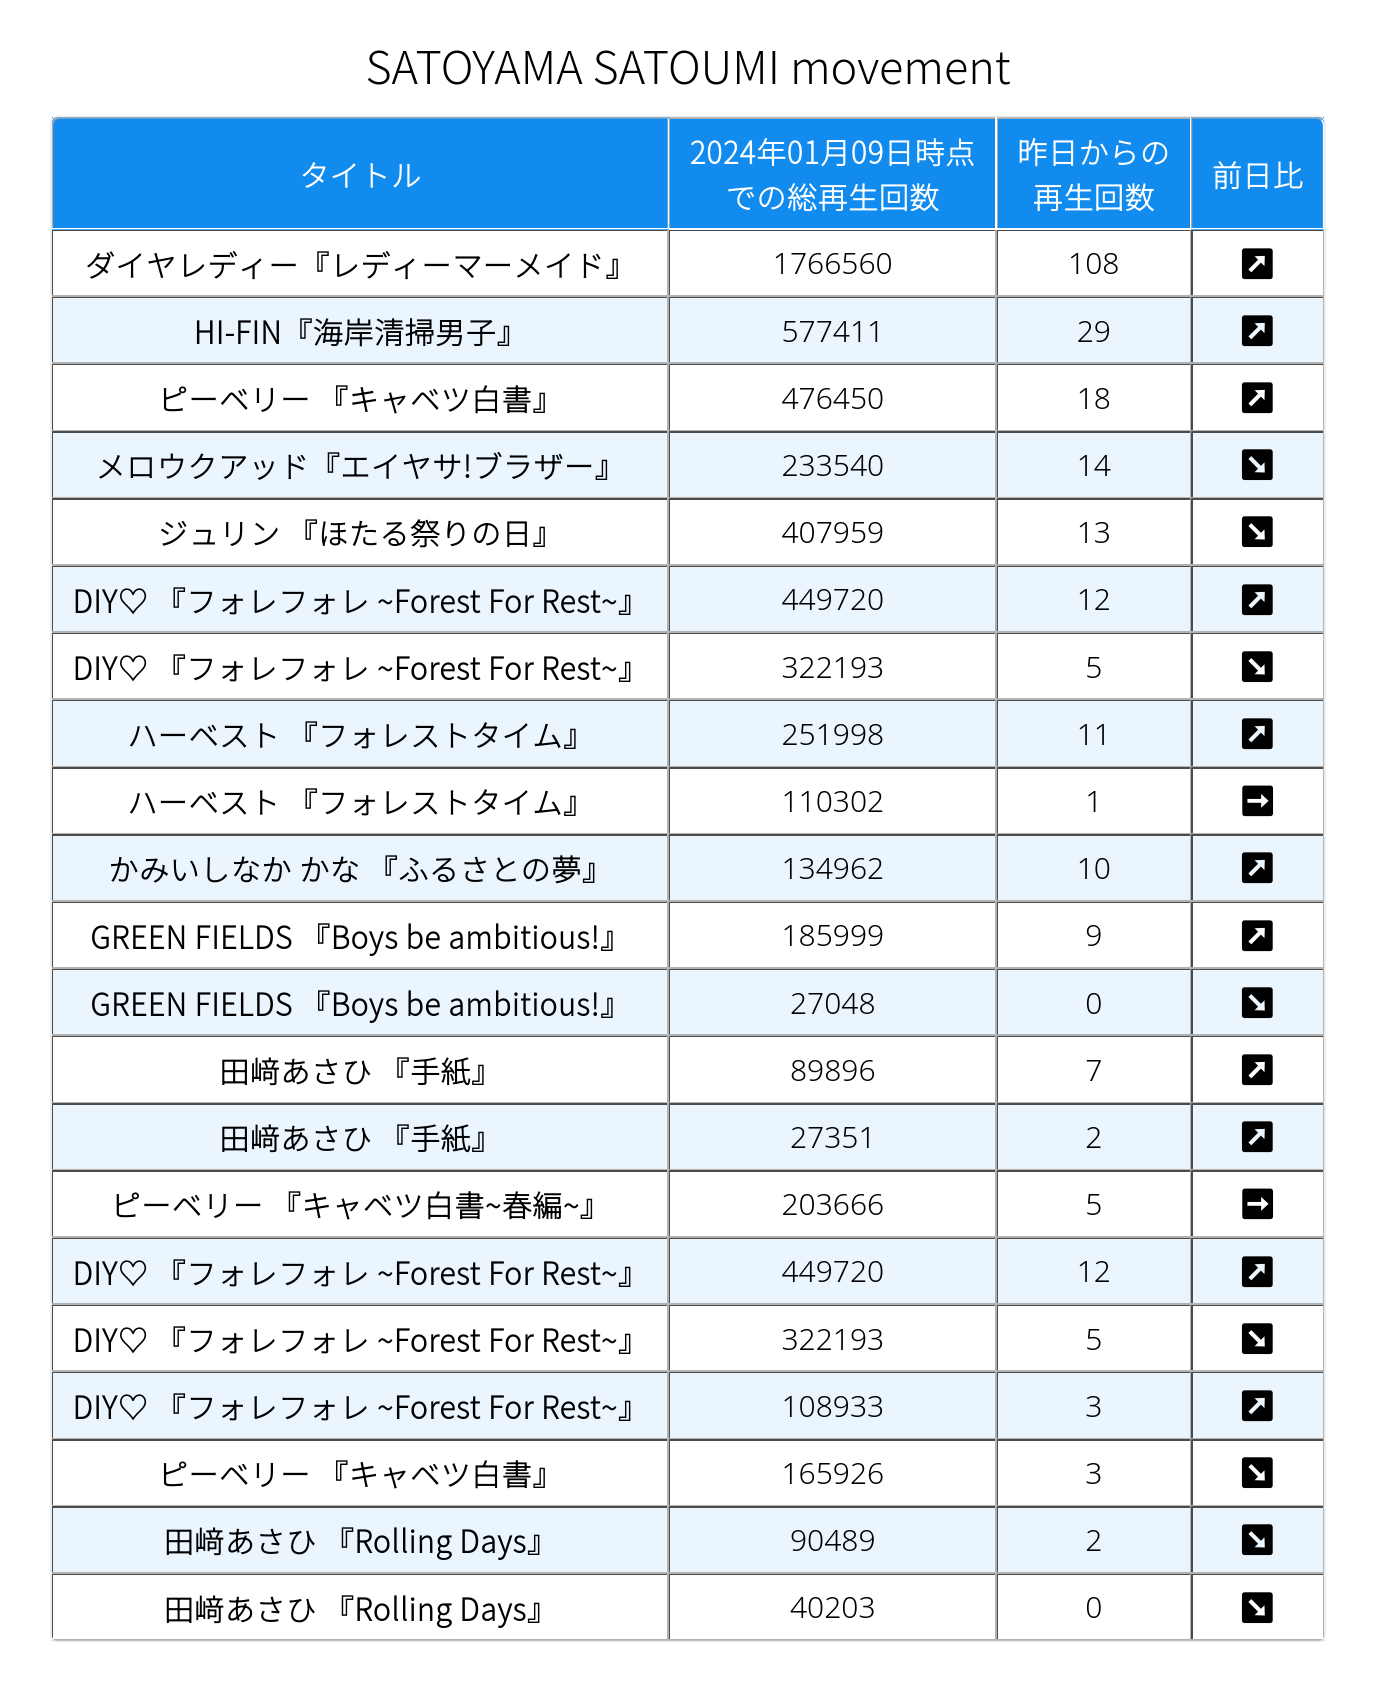 SATOYAMA SATOUMI movement
タイトル 2024年01月09日時点での総再生回数 昨日からの再生回数 前日比
ダイヤレディー『レディーマーメイド』 1766560 108 ↗
HI-FIN『海岸清掃男子』 577411 29 ↗
ピーベリー 『キャベツ白書』 476450 18 ↗
メロウクアッド『エイヤサ!ブラザー』 233540 14 ↘
ジュリン 『ほたる祭りの日』 407959 13 ↘
DIY♡ 『フォレフォレ ~Forest For Rest~』 449720 12 ↗
DIY♡ 『フォレフォレ ~Forest For Rest~』 322193 5 ↘
ハーベスト 『フォレストタイム』 251998 11 ↗
ハーベスト 『フォレストタイム』 110302 1 →
かみいしなか かな 『ふるさとの夢』 134962 10 ↗
GREEN FIELDS 『Boys be ambitious!』 185999 9 ↗
GREEN FIELDS 『Boys be ambitious!』 27048 0 ↘
田﨑あさひ 『手紙』 89896 7 ↗
田﨑あさひ 『手紙』 27351 2 ↗
ピーベリー 『キャベツ白書~春編~』 203666 5 →
DIY♡ 『フォレフォレ ~Forest For Rest~』 449720 12 ↗
DIY♡ 『フォレフォレ ~Forest For Rest~』 322193 5 ↘
DIY♡ 『フォレフォレ ~Forest For Rest~』 108933 3 ↗
ピーベリー 『キャベツ白書』 165926 3 ↘
田﨑あさひ 『Rolling Days』 90489 2 ↘
田﨑あさひ 『Rolling Days』 40203 0 ↘